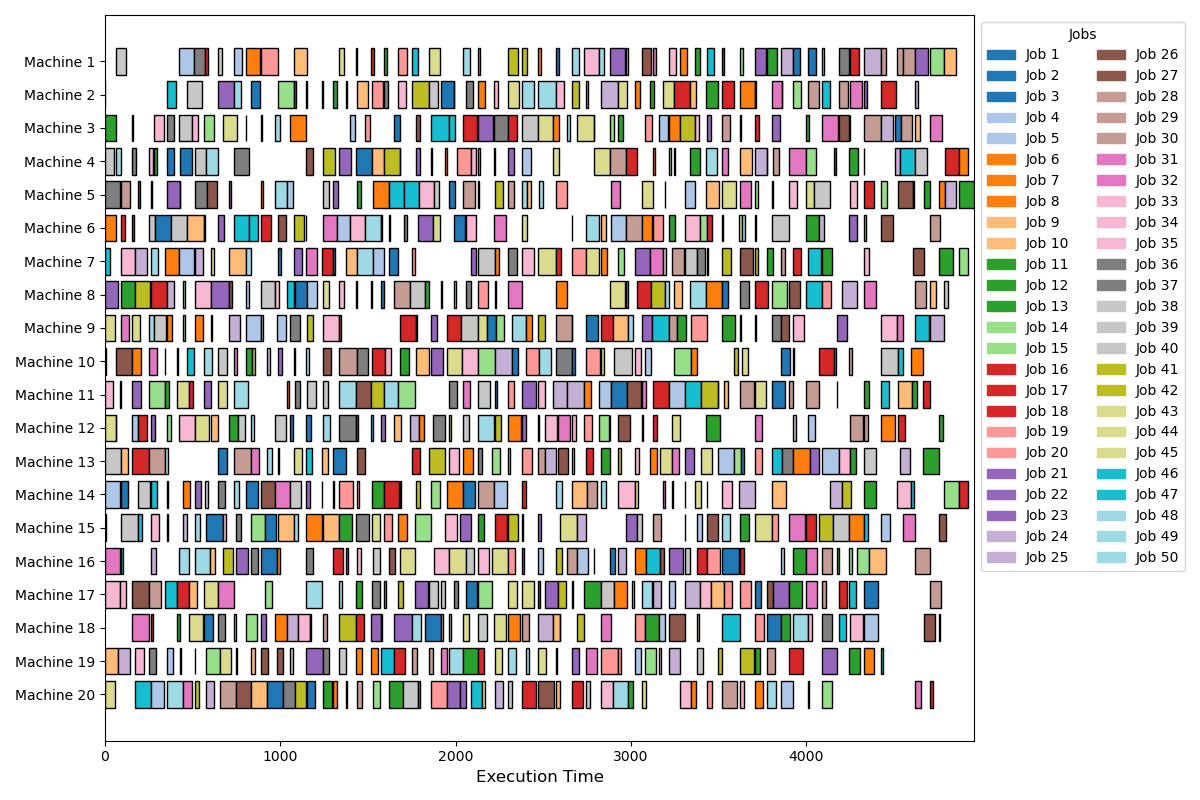 Machine 1
Machine 2
Machine 3
Machine 4
Machine 5
Machine 6
Machine 7
Machine 8
Machine 9
Machine 10
Machine 11
Machine 12
Machine 13
Machine 14
Machine 15
Machine 16
Machine 17
Machine 18
Machine 19
Machine 20
0 1000 2000 3000 4000
Execution Time
Jobs
Job 1 Job 26
Job 2 Job 27
Job 3 Job 28
Job 4 Job 29
Job 5 Job 30
Job 6 Job 31
Job 7 Job 32
Job 8 Job 33
Job 9 Job 34
Job 10 Job 35
Job 11 Job 36
Job 12 Job 37
Job 13 Job 38
Job 14 Job 39
Job 15 Job 40
Job 16 Job 41
Job 17 Job 42
Job 18 Job 43
Job 19 Job 44
Job 20 Job 45
Job 21 Job 46
Job 22 Job 47
Job 23 Job 48
Job 24 Job 49
Job 25 Job 50